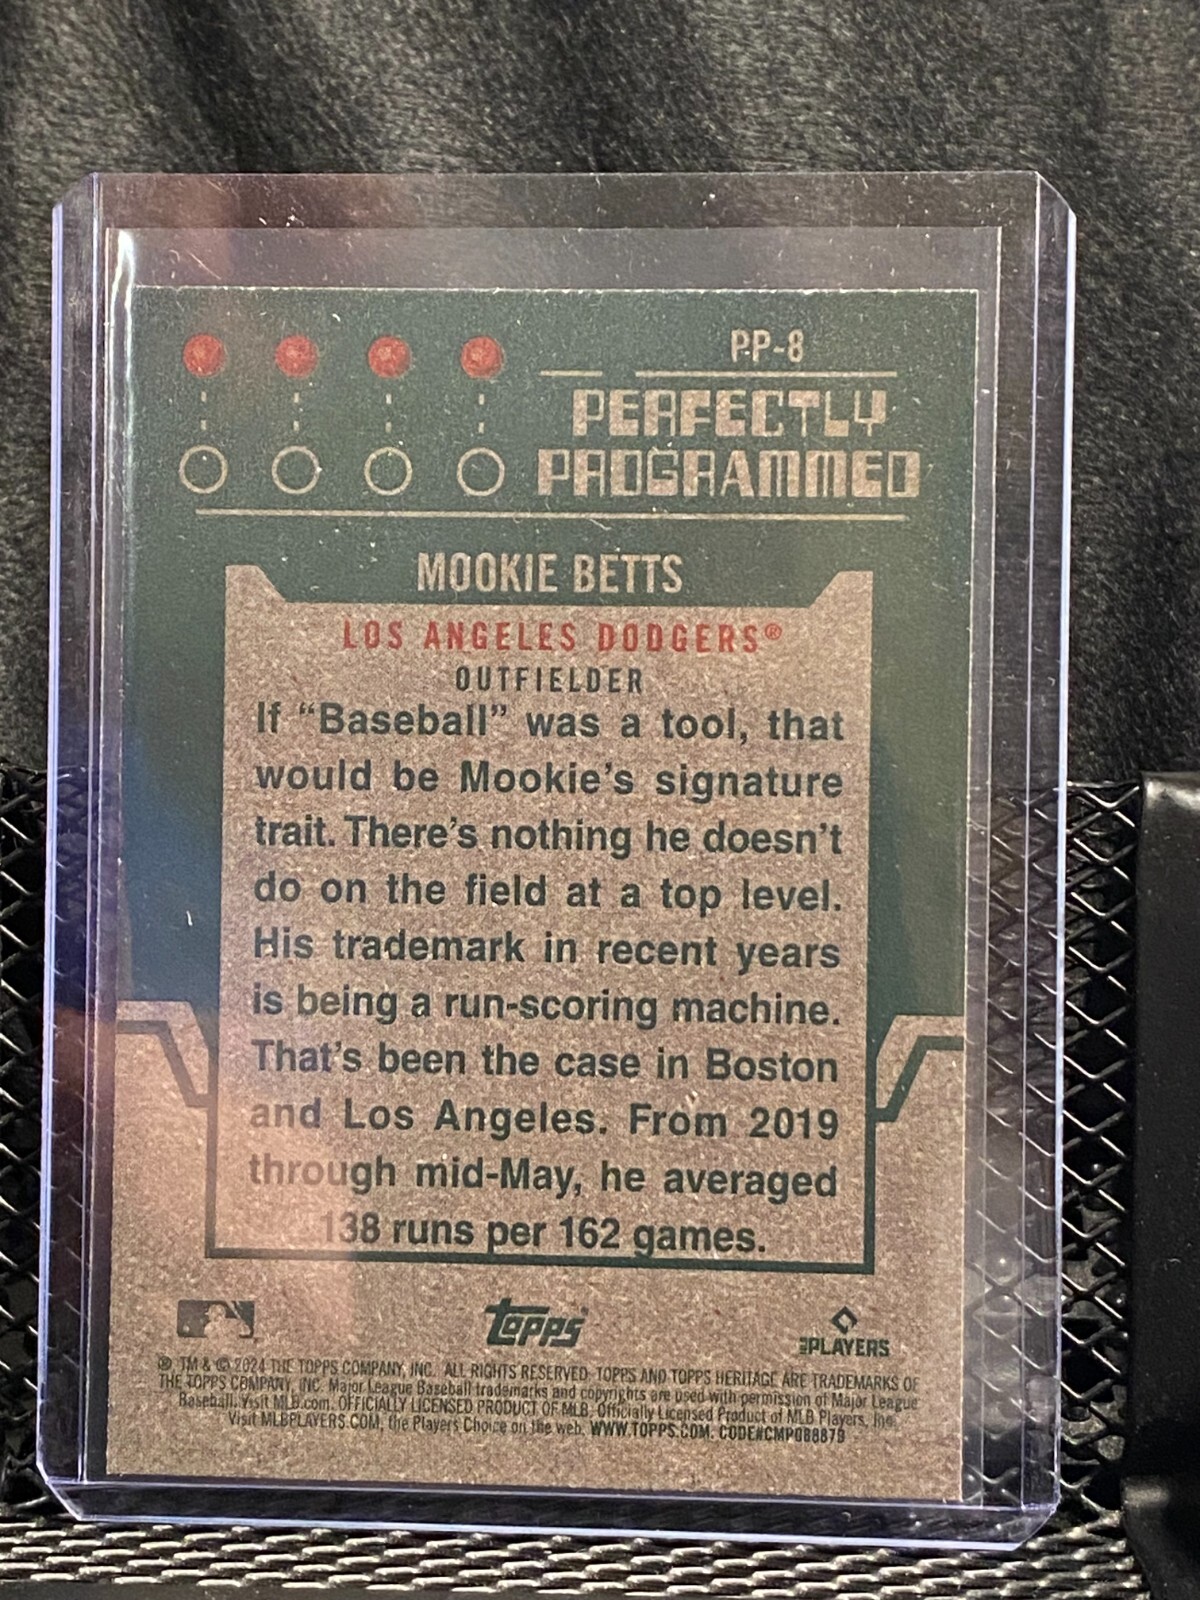 PP-8
PERFECTLY
PROGRAMMED
MOOKIE BETTS
LOS ANGELES DODGERS®
OUTFIELDER
If “Baseball” was a tool, that
would be Mookie’s signature
trait. There’s nothing he doesn’t
do on the field at a top level.
His trademark in recent years
is being a run-scoring machine.
That’s been the case in Boston
and Los Angeles. From 2019
through mid-May, he averaged
138 runs per 162 games.
topps
MLB PLAYERS
® TM & © 2024 THE TOPPS COMPANY, INC. ALL RIGHTS RESERVED. TOPPS AND TOPPS HERITAGE ARE TRADEMARKS OF
THE TOPPS COMPANY, INC. Major League Baseball trademarks and copyrights are used with permission of Major League
Baseball. Visit MLB.com. OFFICIALLY LICENSED PRODUCT OF MLB. Officially Licensed Product of MLB Players, Inc.
Visit MLBPLAYERS.COM, the Players Choice on the web. WWW.TOPPS.COM. CODE#CMP088879